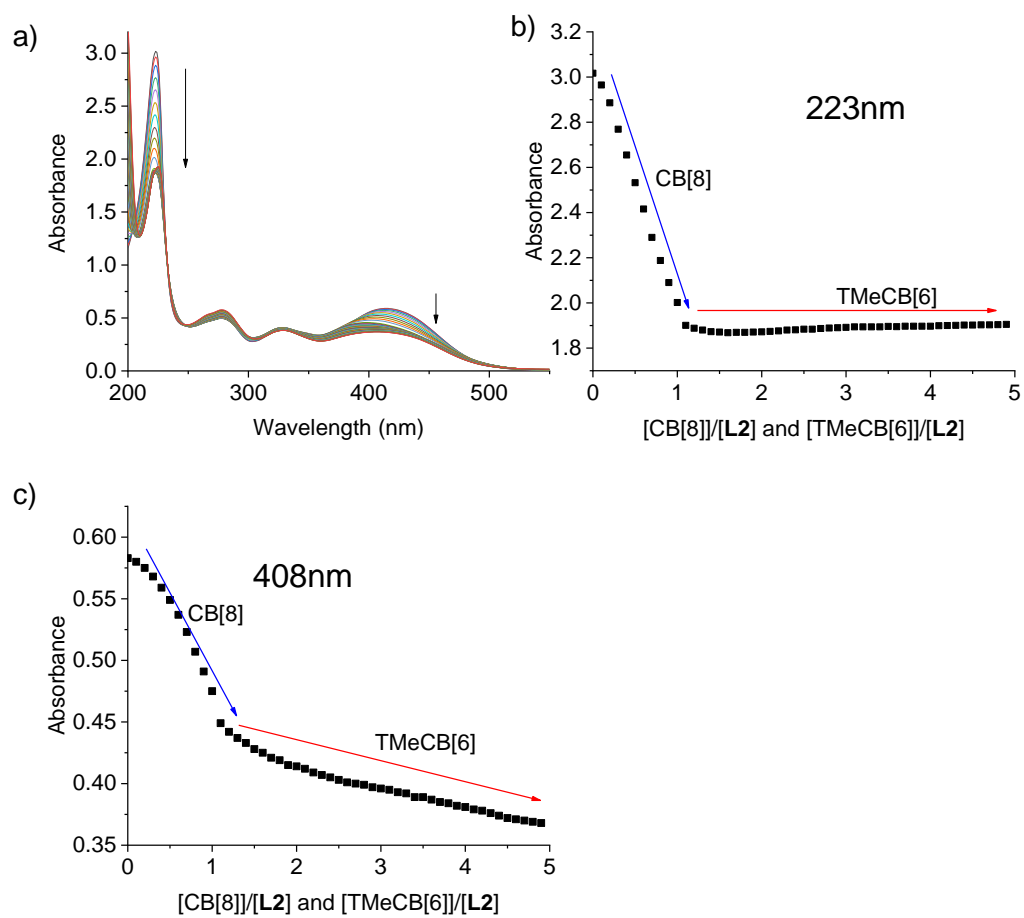 a)
3.0
2.5
2.0
1.5
1.0
0.5
0.0
Absorbance
200
300
400
500
Wavelength (nm)
b)
3.2
3.0
2.8
2.6
2.4
2.2
2.0
1.8
Absorbance
223nm
CB[8]
TMeCB[6]
0
1
2
3
4
5
[CB[8]]/[L2] and [TMeCB[6]]/[L2]
c)
0.60
0.55
0.50
0.45
0.40
0.35
Absorbance
408nm
CB[8]
TMeCB[6]
0
1
2
3
4
5
[CB[8]]/[L2] and [TMeCB[6]]/[L2]